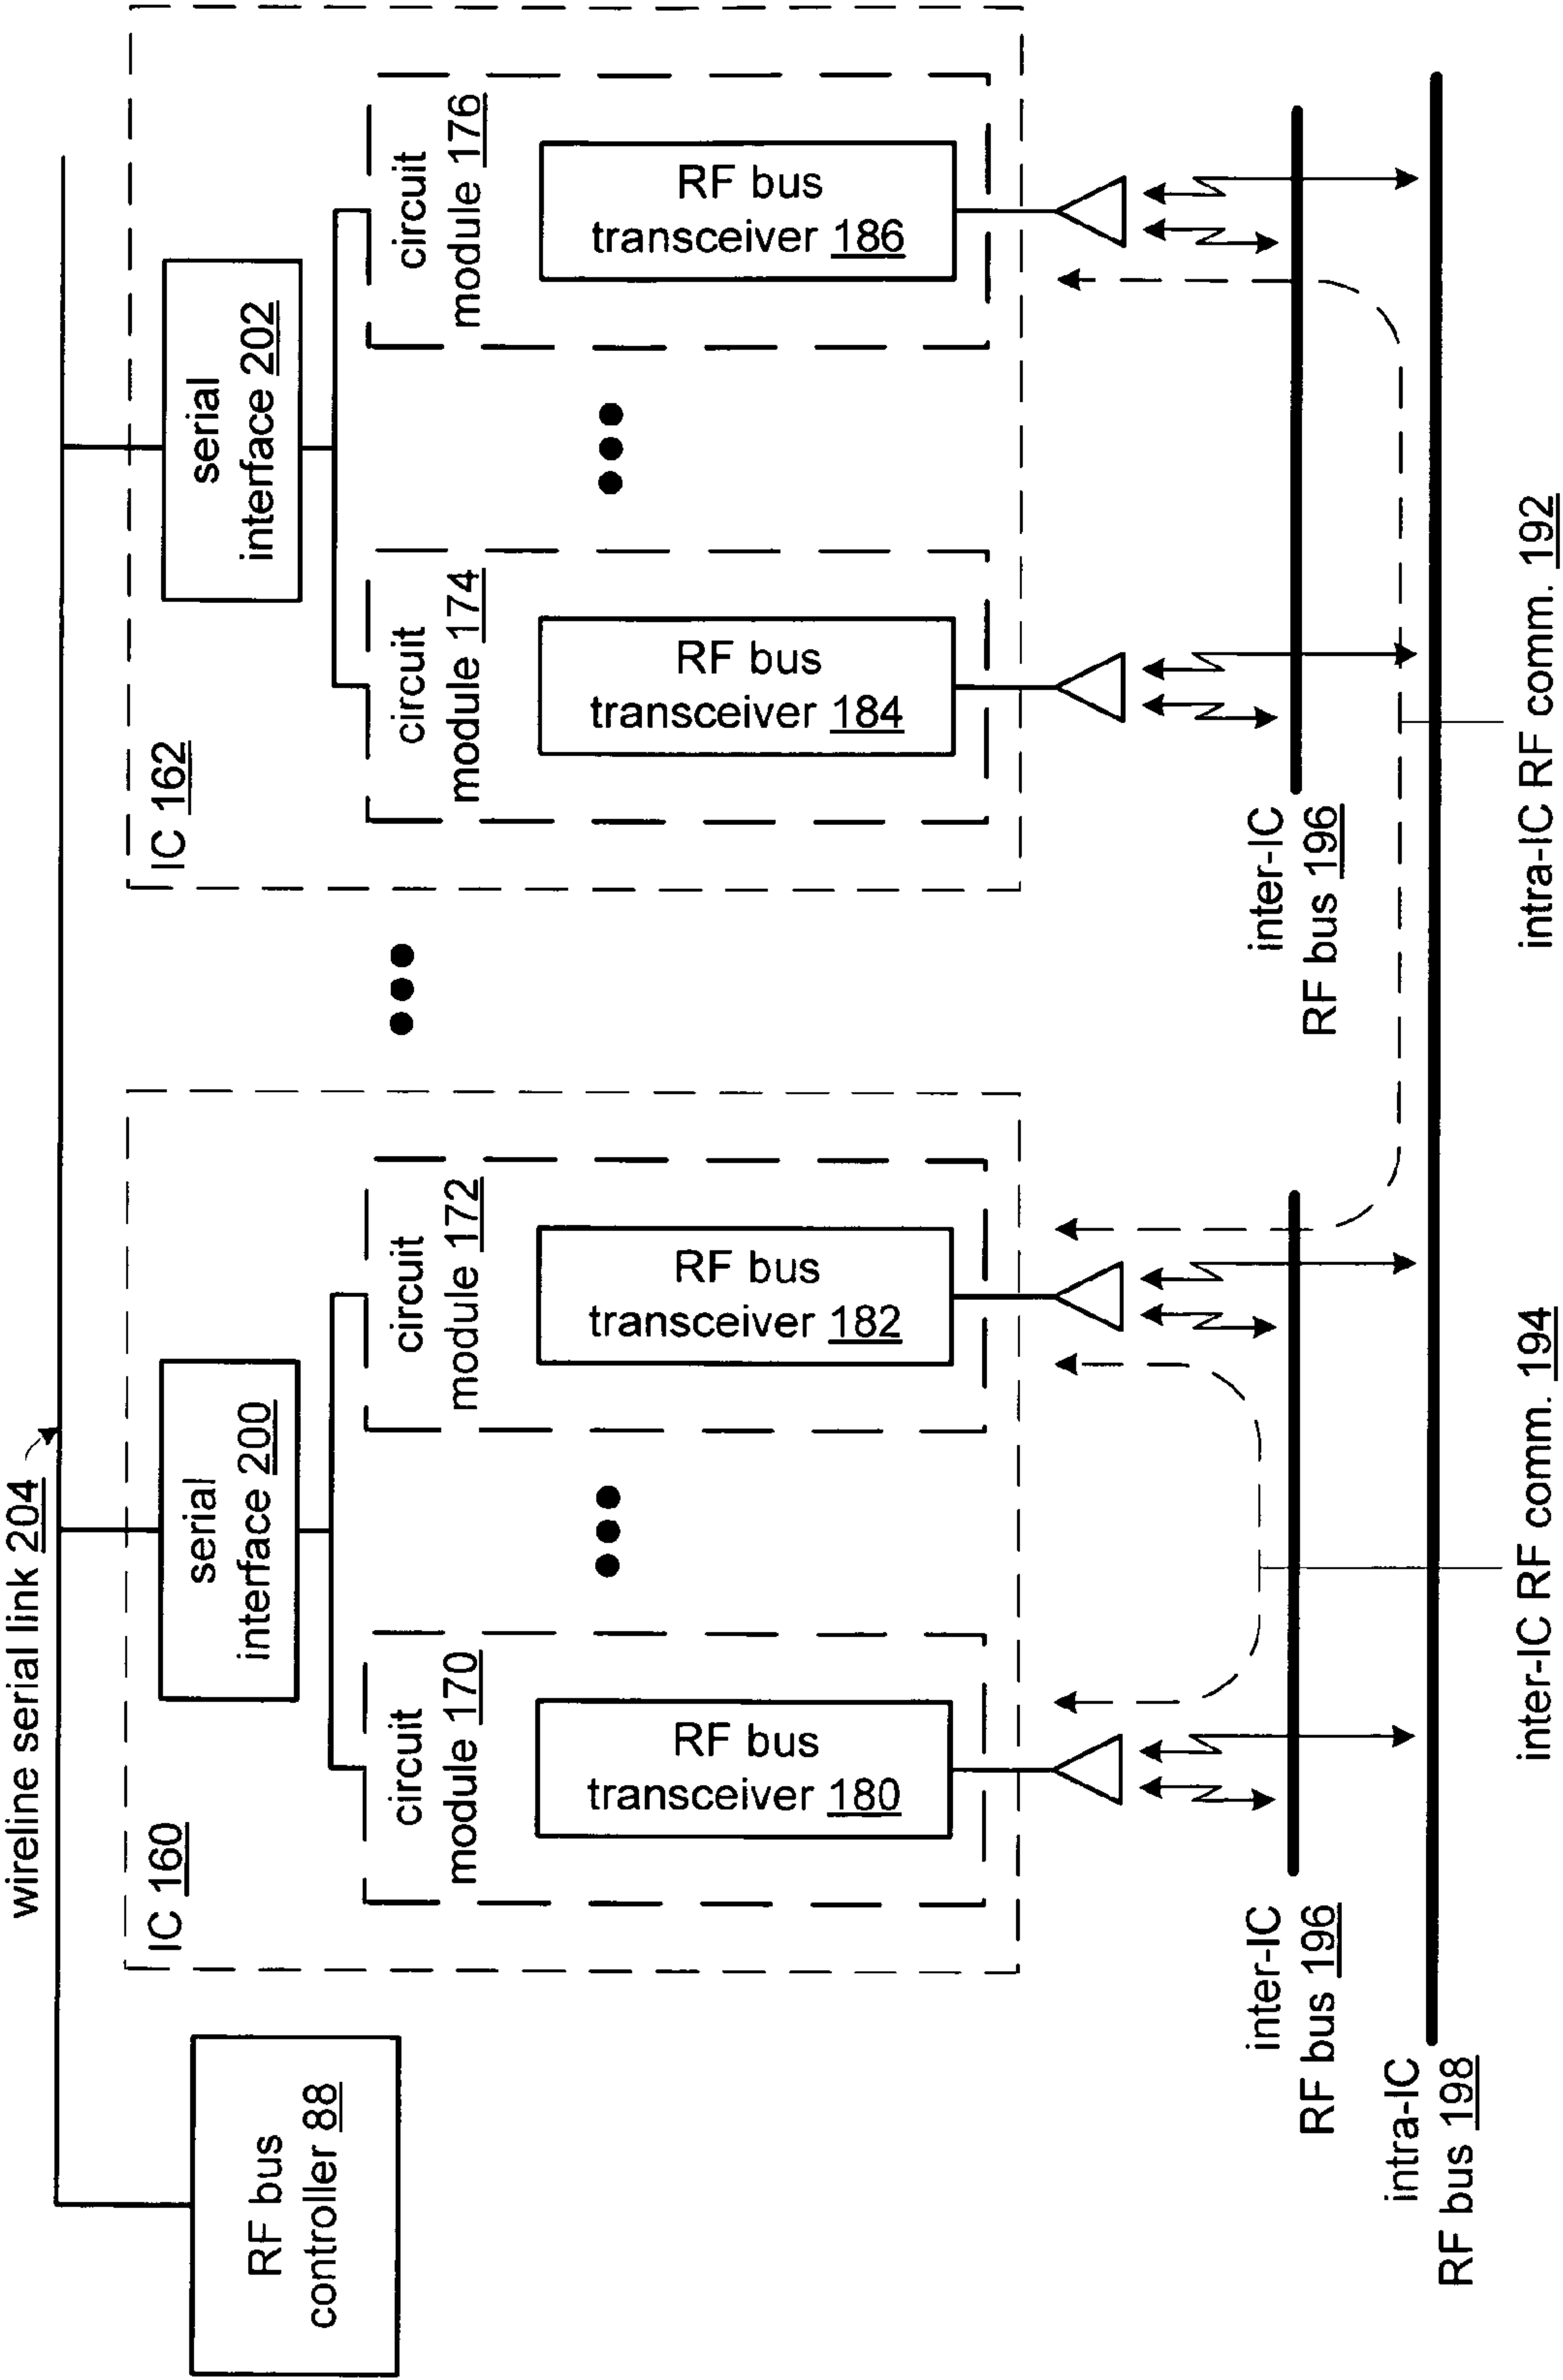 wireline serial link 204
RF bus
controller 88
IC 160
serial
interface 200
circuit
module 170
RF bus
transceiver 180
circuit
module 172
RF bus
transceiver 182
IC 162
serial
interface 202
circuit
module 174
RF bus
transceiver 184
circuit
module 176
RF bus
transceiver 186
inter-IC
RF bus 196
inter-IC
RF bus 196
intra-IC
RF bus 198
inter-IC RF comm. 194
intra-IC RF comm. 192